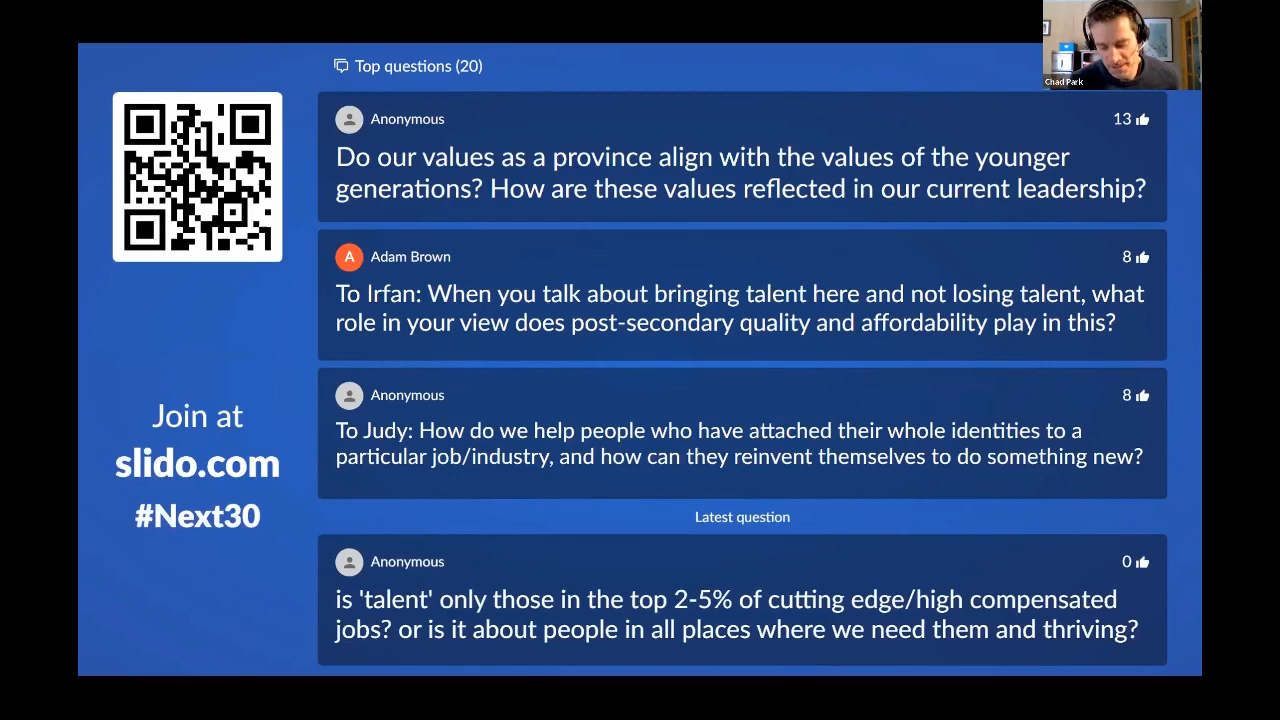 Top questions (20)
Chad Park
Anonymous
13
Do our values as a province align with the values of the younger
generations? How are these values reflected in our current leadership?
A
Adam Brown
8
To Irfan: When you talk about bringing talent here and not losing talent, what
role in your view does post-secondary quality and affordability play in this?
Anonymous
8
To Judy: How do we help people who have attached their whole identities to a
particular job/industry, and how can they reinvent themselves to do something new?
Latest question
Anonymous
0
is 'talent' only those in the top 2-5% of cutting edge/high compensated
jobs? or is it about people in all places where we need them and thriving?
Join at
slido.com
#Next30